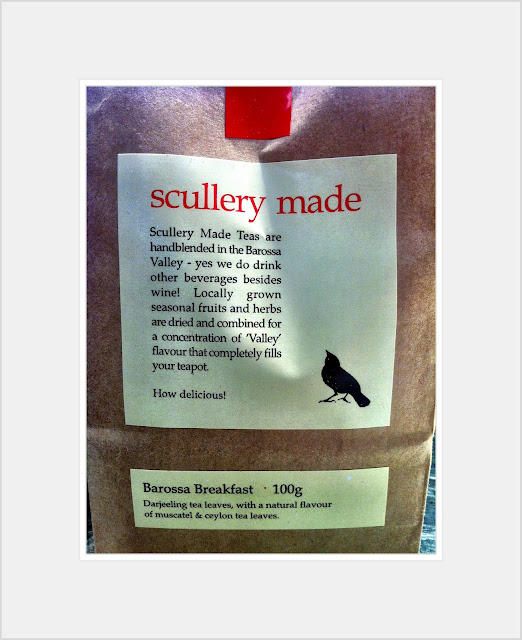 scullery made
Scullery Made Teas are
handblended in the Barossa
Valley - yes we do drink
other beverages besides
wine! Locally grown
seasonal fruits and herbs
are dried and combined for
a concentration of 'Valley'
flavour that completely fills
your teapot.
How delicious!
Barossa Breakfast · 100g
Darjeeling tea leaves, with a natural flavour
of muscatel & ceylon tea leaves.